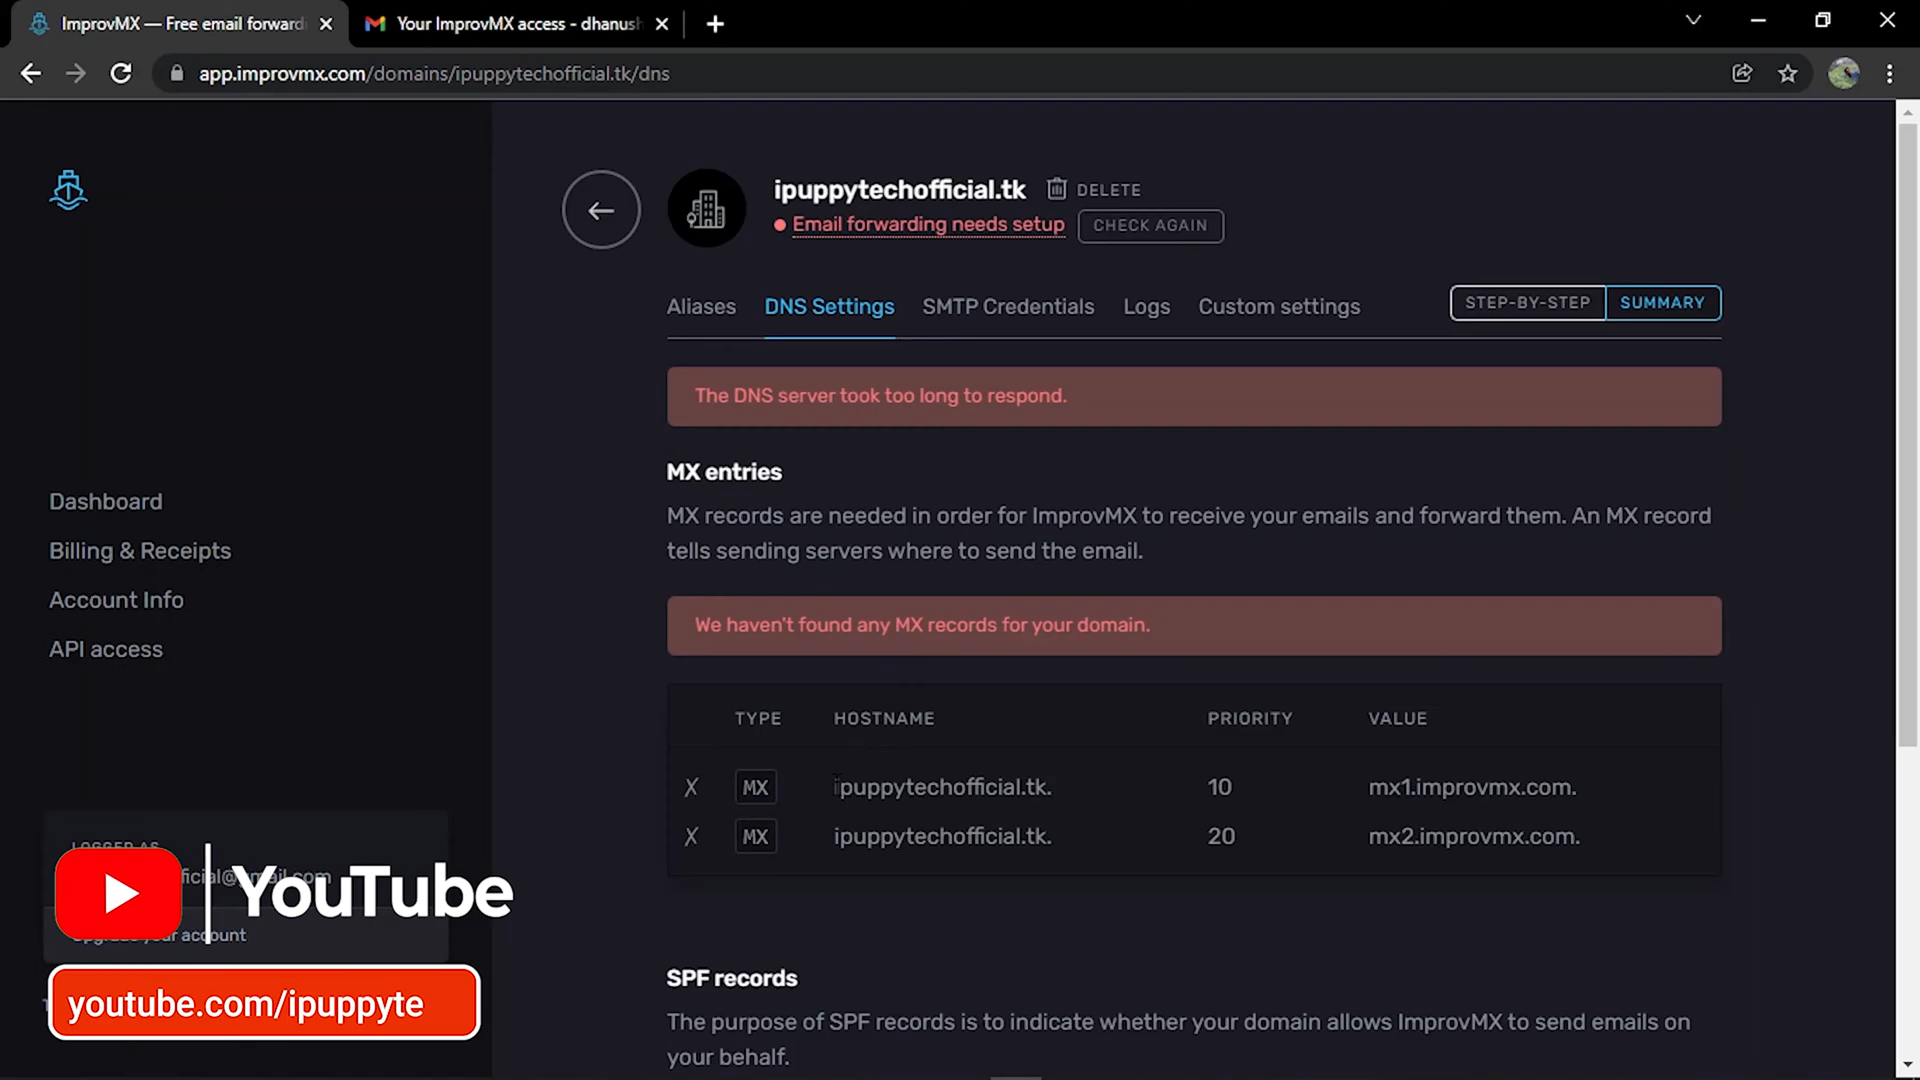 ImprovMX — Free email forward
Your ImprovMX access - dhanush
app.improvmx.com/domains/ipuppytechofficial.tk/dns
ipuppytechofficial.tk
DELETE
Email forwarding needs setup
CHECK AGAIN
Aliases
DNS Settings
SMTP Credentials
Logs
Custom settings
STEP-BY-STEP
SUMMARY
The DNS server took too long to respond.
MX entries
MX records are needed in order for ImprovMX to receive your emails and forward them. An MX record
tells sending servers where to send the email.
We haven't found any MX records for your domain.
TYPE HOSTNAME PRIORITY VALUE
X MX ipuppytechofficial.tk. 10 mx1.improvmx.com.
X MX ipuppytechofficial.tk. 20 mx2.improvmx.com.
SPF records
The purpose of SPF records is to indicate whether your domain allows ImprovMX to send emails on
your behalf.
Dashboard
Billing & Receipts
Account Info
API access
YouTube
account
youtube.com/ipuppyte